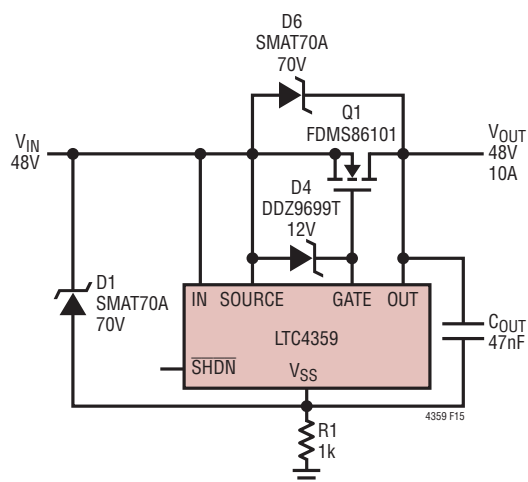 D6
SMAT70A
70V
Q1
FDMS86101
VIN
48V
VOUT
48V
10A
D4
DDZ9699T
12V
D1
SMAT70A
70V
IN SOURCE GATE OUT
LTC4359
SHDN
VSS
COUT
47nF
4359 F15
R1
1k